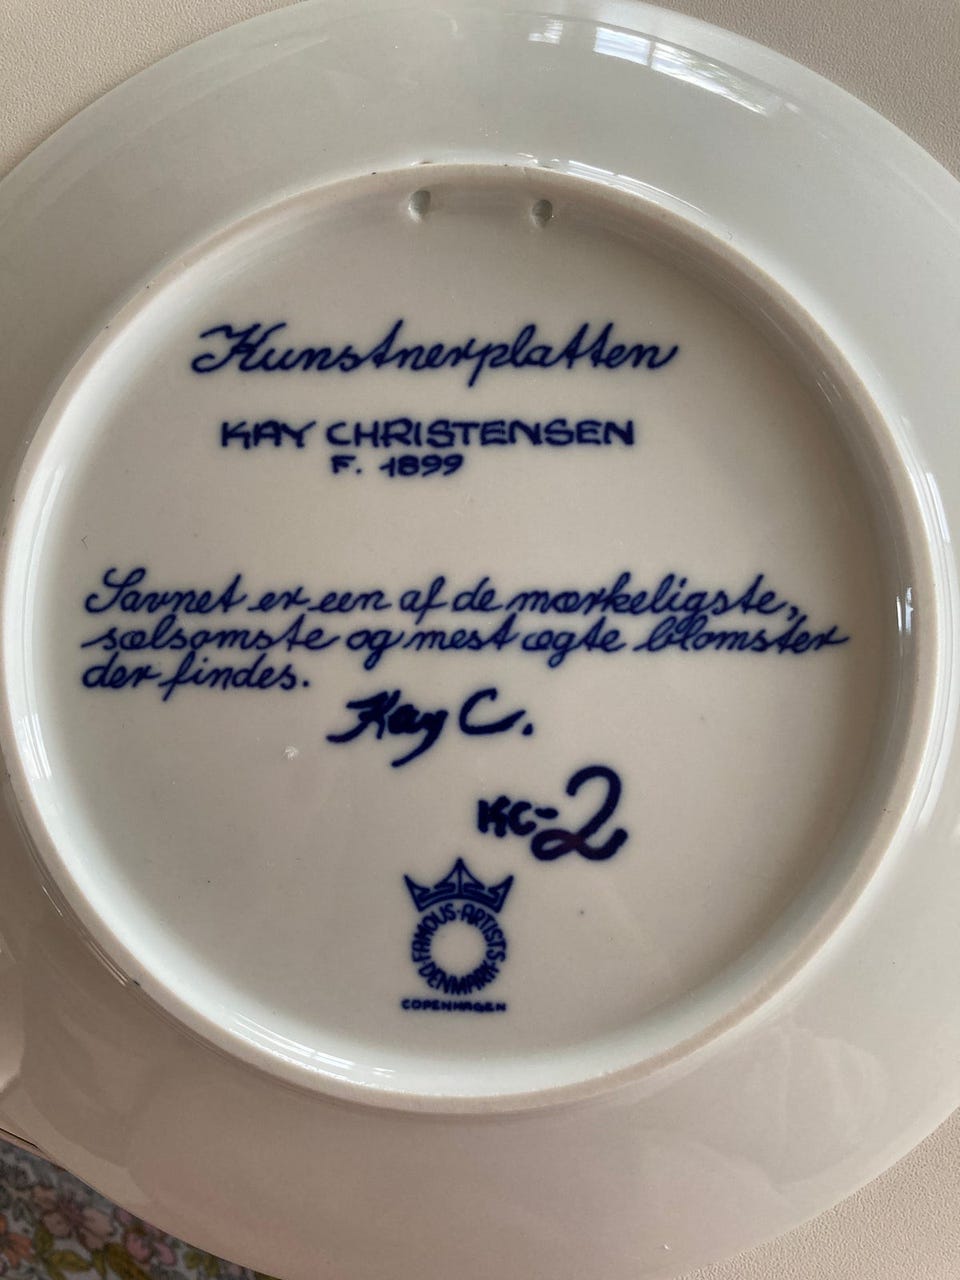 Kunstnerplatten
KAY CHRISTENSEN
F. 1899
Savnet er een af de mærkeligste,
sælsomste og mest ægte blomster
der findes.
Kay C.
KC-2
FAMOUS·ARTISTS·DENMARK·
COPENHAGEN